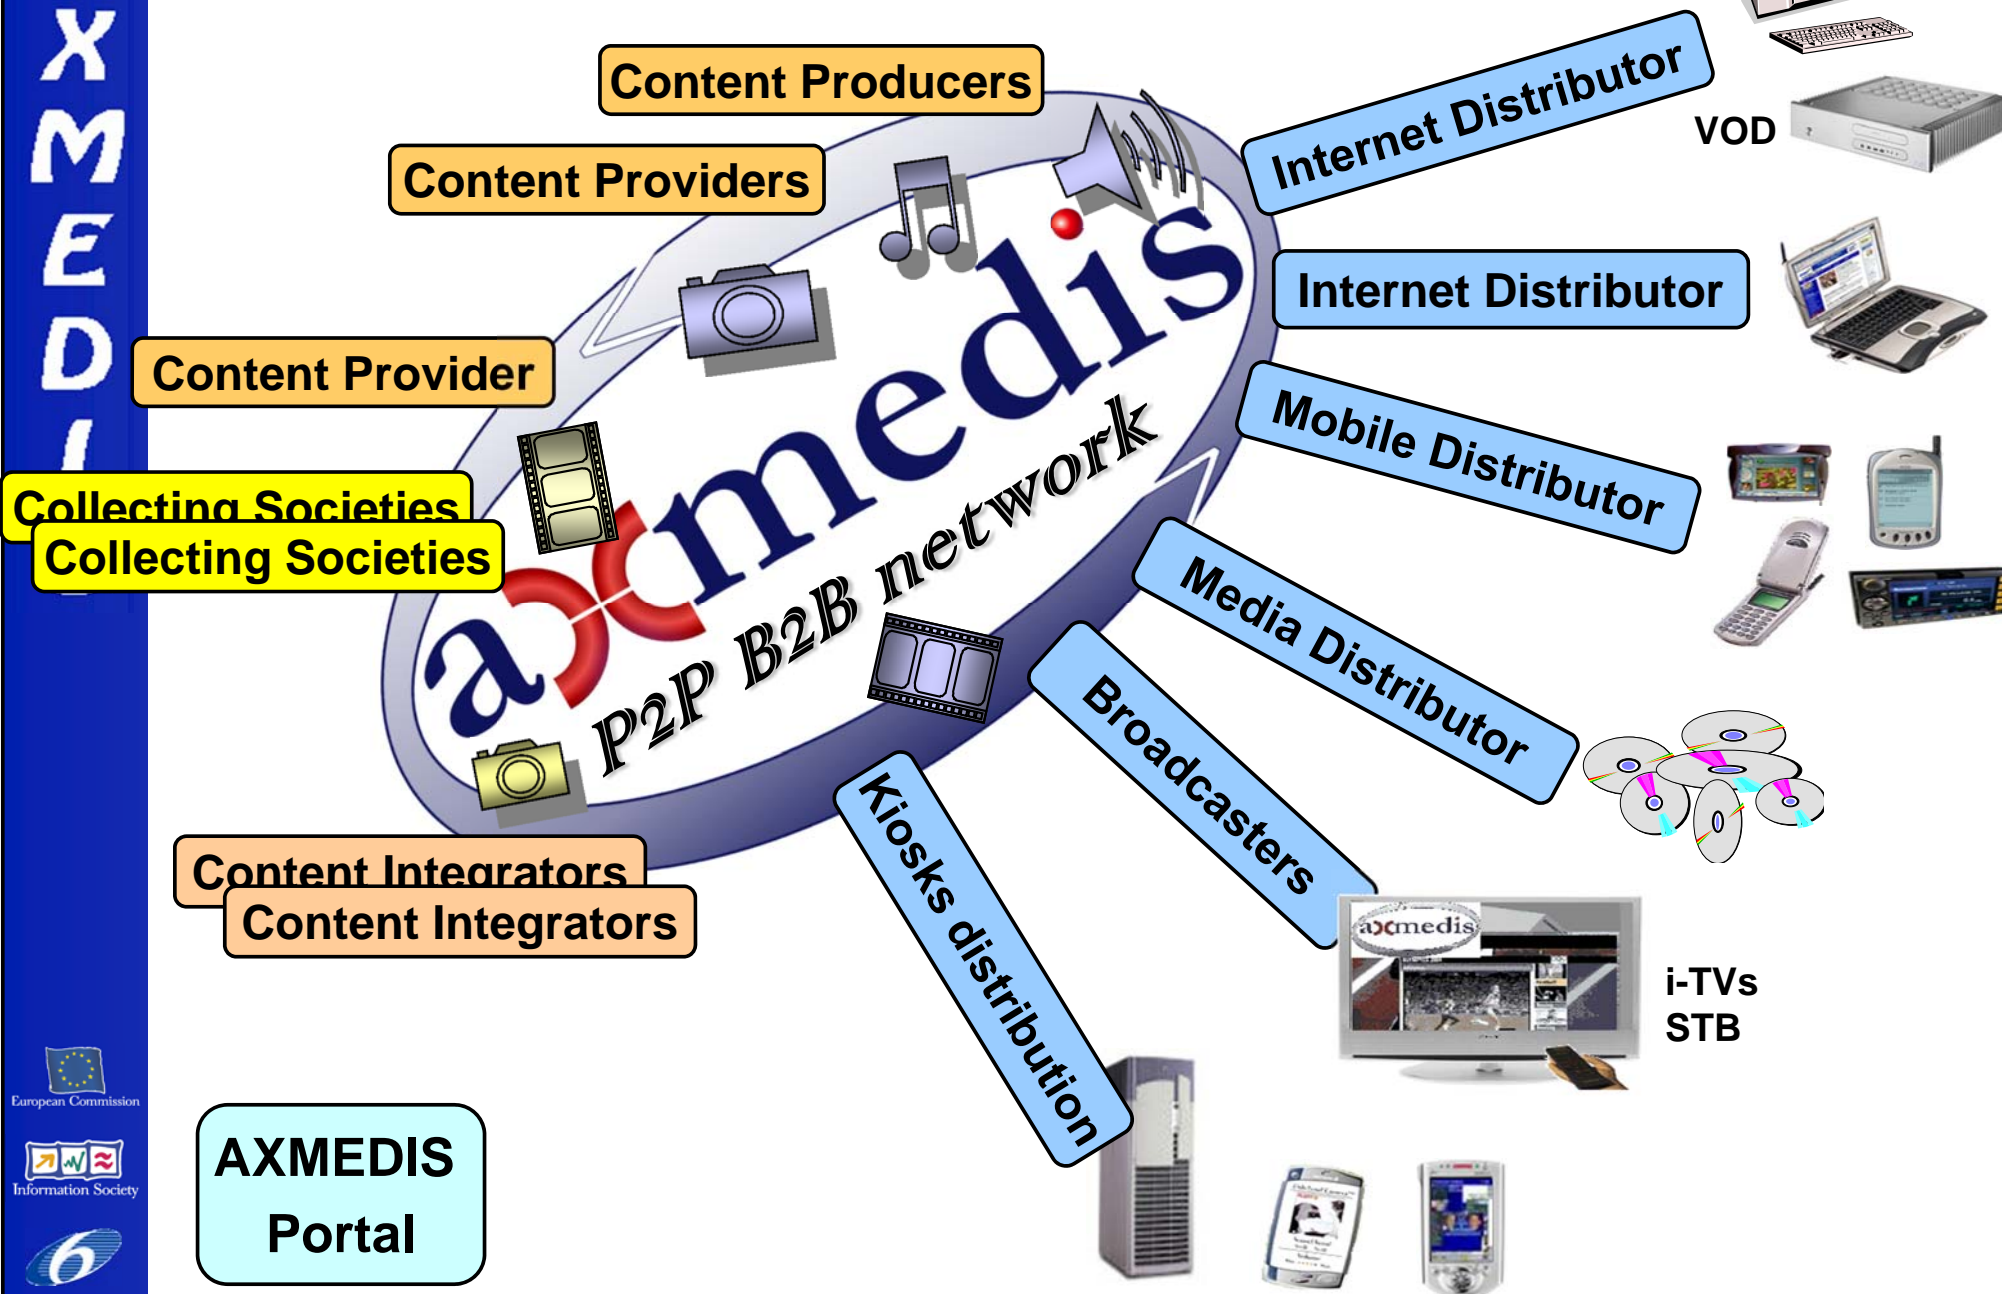 XMEDI
Content Producers
Content Providers
Content Provider
Collecting Societies
Collecting Societies
Content Integrators
Content Integrators
axmedis
P2P B2B network
Internet Distributor
VOD
Internet Distributor
Mobile Distributor
Media Distributor
Broadcasters
Kiosks distribution
axmedis
i-TVs
STB
European Commission
Information Society
6
AXMEDIS
Portal